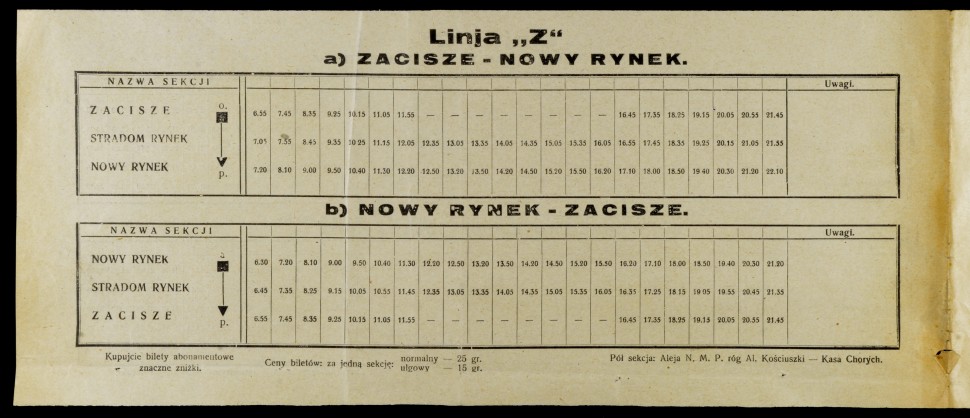 Linja „Z“
a) ZACISZE - NOWY RYNEK.
NAZWA SEKCJI Uwagi.
ZACISZE o. 6.55 7.45 8.35 9.25 10.15 11.05 11.55 — — — — — — — — — 16.45 17.35 18.25 19.15 20.05 20.55 21.45
STRADOM RYNEK 7.05 7.55 8.45 9.35 10.25 11.15 12.05 12.35 13.05 13.35 14.05 14.35 15.05 15.35 16.05 16.55 17.45 18.35 19.25 20.15 21.05 21.55
NOWY RYNEK p. 7.20 8.10 9.00 9.50 10.40 11.30 12.20 12.50 13.20 13.50 14.20 14.50 15.20 15.50 16.20 17.10 18.00 18.50 19.40 20.30 21.20 22.10
b) NOWY RYNEK - ZACISZE.
NAZWA SEKCJI Uwagi.
NOWY RYNEK 6.30 7.20 8.10 9.00 9.50 10.40 11.30 12.20 12.50 13.20 13.50 14.20 14.50 15.20 15.50 16.20 17.10 18.00 18.50 19.40 20.30 21.20
STRADOM RYNEK 6.45 7.35 8.25 9.15 10.05 10.55 11.45 12.35 13.05 13.35 14.05 14.35 15.05 15.35 16.05 16.35 17.25 18.15 19.05 19.55 20.45 21.35
ZACISZE p. 6.55 7.45 8.35 9.25 10.15 11.05 11.55 — — — — — — — — 16.45 17.35 18.25 19.15 20.05 20.55 21.45
Kupujcie bilety abonamentowe
znaczne zniżki.
Ceny biletów: za jedną sekcję: normalny — 25 gr.
ulgowy — 15 gr.
Pół sekcja: Aleja N. M. P. róg Al. Kościuszki — Kasa Chorych.